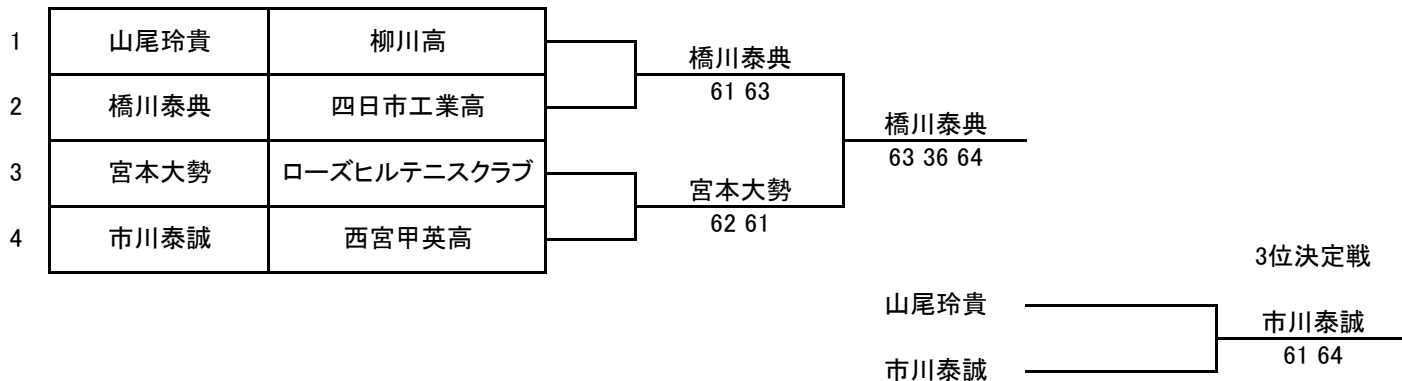 1 山尾玲貴 柳川高
橋川泰典
61 63
2 橋川泰典 四日市工業高
橋川泰典
63 36 64
3 宮本大勢 ローズヒルテニスクラブ
宮本大勢
62 61
4 市川泰誠 西宮甲英高
3位決定戦
山尾玲貴
市川泰誠
61 64
市川泰誠